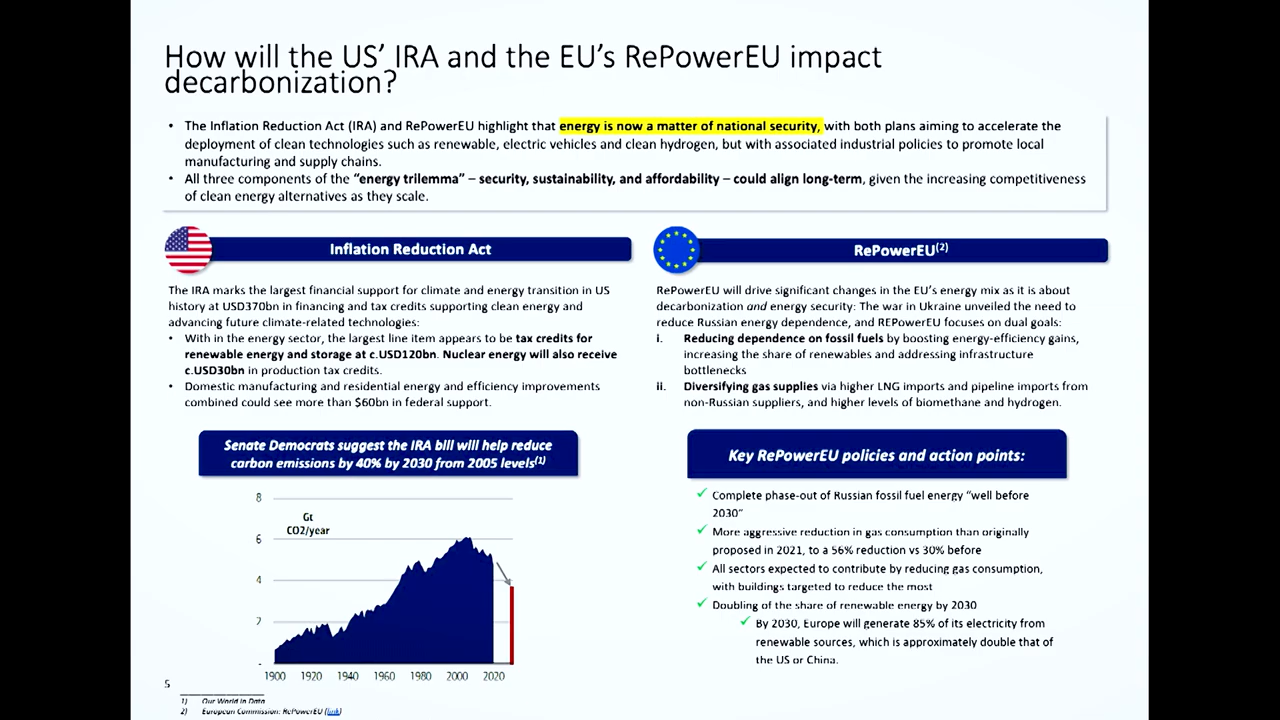 How will the US' IRA and the EU's RePowerEU impact
decarbonization?
• The Inflation Reduction Act (IRA) and RePowerEU highlight that energy is now a matter of national security, with both plans aiming to accelerate the
deployment of clean technologies such as renewable, electric vehicles and clean hydrogen, but with associated industrial policies to promote local
manufacturing and supply chains.
• All three components of the "energy trilemma" – security, sustainability, and affordability – could align long-term, given the increasing competitiveness
of clean energy alternatives as they scale.
Inflation Reduction Act
The IRA marks the largest financial support for climate and energy transition in US
history at USD370bn in financing and tax credits supporting clean energy and
advancing future climate-related technologies:
• With in the energy sector, the largest line item appears to be tax credits for
renewable energy and storage at c.USD120bn. Nuclear energy will also receive
c.USD30bn in production tax credits.
• Domestic manufacturing and residential energy and efficiency improvements
combined could see more than $60bn in federal support.
Senate Democrats suggest the IRA bill will help reduce
carbon emissions by 40% by 2030 from 2005 levels(1)
8
Gt
CO2/year
6
4
2
-
1900 1920 1940 1960 1980 2000 2020
RePowerEU(2)
RePowerEU will drive significant changes in the EU's energy mix as it is about
decarbonization and energy security: The war in Ukraine unveiled the need to
reduce Russian energy dependence, and REPowerEU focuses on dual goals:
i. Reducing dependence on fossil fuels by boosting energy-efficiency gains,
increasing the share of renewables and addressing infrastructure
bottlenecks
ii. Diversifying gas supplies via higher LNG imports and pipeline imports from
non-Russian suppliers, and higher levels of biomethane and hydrogen.
Key RePowerEU policies and action points:
✓ Complete phase-out of Russian fossil fuel energy "well before
2030"
✓ More aggressive reduction in gas consumption than originally
proposed in 2021, to a 56% reduction vs 30% before
✓ All sectors expected to contribute by reducing gas consumption,
with buildings targeted to reduce the most
✓ Doubling of the share of renewable energy by 2030
✓ By 2030, Europe will generate 85% of its electricity from
renewable sources, which is approximately double that of
the US or China.
5
1) Our World in Data
2) European Commission: RePowerEU (link)